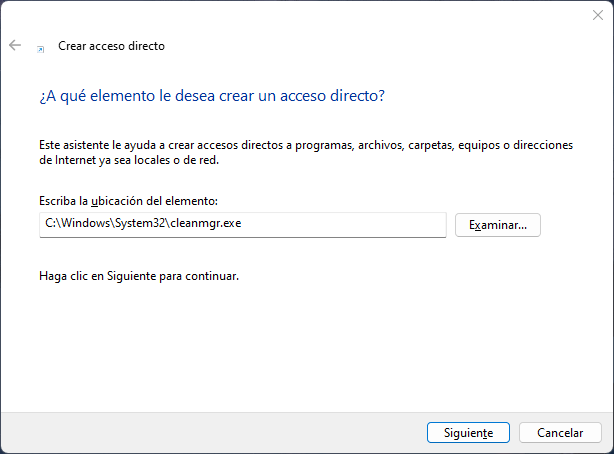 Crear acceso directo
¿A qué elemento le desea crear un acceso directo?
Este asistente le ayuda a crear accesos directos a programas, archivos, carpetas, equipos o direcciones
de Internet ya sea locales o de red.
Escriba la ubicación del elemento:
C:\Windows\System32\cleanmgr.exe
Examinar...
Haga clic en Siguiente para continuar.
Siguiente
Cancelar